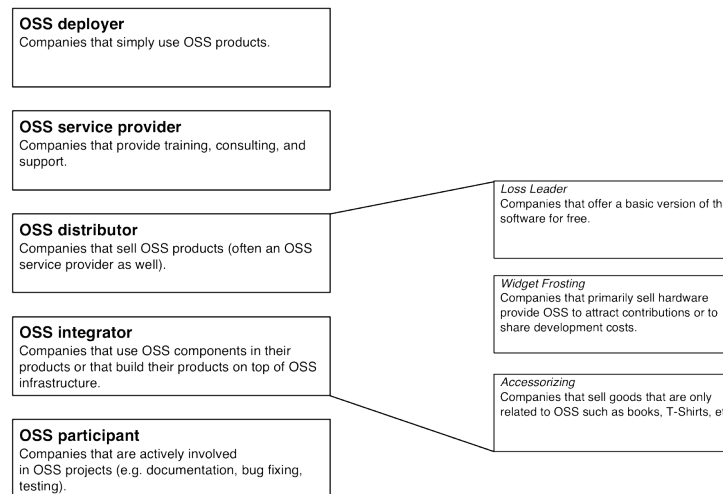 OSS deployer
Companies that simply use OSS products.
OSS service provider
Companies that provide training, consulting, and
support.
OSS distributor
Companies that sell OSS products (often an OSS
service provider as well).
OSS integrator
Companies that use OSS components in their
products or that build their products on top of OSS
infrastructure.
OSS participant
Companies that are actively involved
in OSS projects (e.g. documentation, bug fixing,
testing).
Loss Leader
Companies that offer a basic version of
software for free.
Widget Frosting
Companies that primarily sell hardware
provide OSS to attract contributions or to
share development costs.
Accessorizing
Companies that sell goods that are only
related to OSS such as books, T-Shirts,